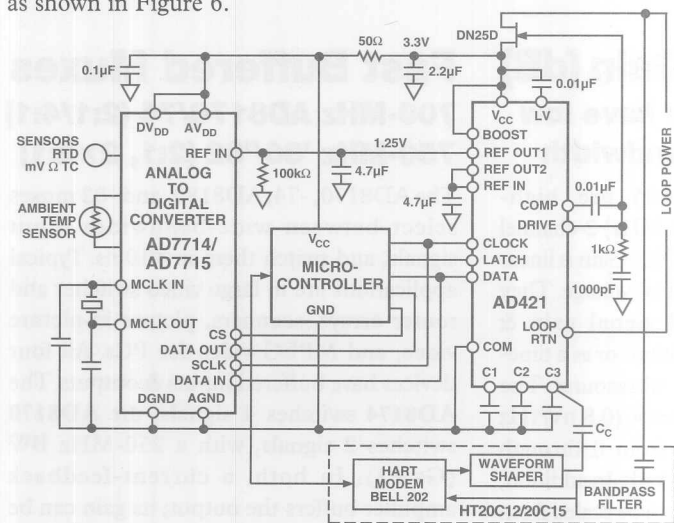 as shown in Figure 6.
DN25D
50Ω
3.3V
0.1µF
2.2µF
0.01µF
DVDD
AVDD
VCC
LV
LOOP POWER
SENSORS
RTD
mV Ω TC
REF IN
1.25V
BOOST
REF OUT1
REF OUT2
REF IN
100kΩ
4.7µF
4.7µF
0.01µF
COMP
DRIVE
1kΩ
1000pF
ANALOG
TO
DIGITAL
CONVERTER
AD7714/
AD7715
AMBIENT
TEMP
SENSOR
MCLK IN
MCLK OUT
VCC
MICRO-
CONTROLLER
GND
CLOCK
LATCH
DATA
AD421
LOOP
RTN
COM
CS
DATA OUT
SCLK
DATA IN
DGND
AGND
C1
C2
C3
CC
HART
MODEM
BELL 202
WAVEFORM
SHAPER
BANDPASS
FILTER
HT20C12/20C15